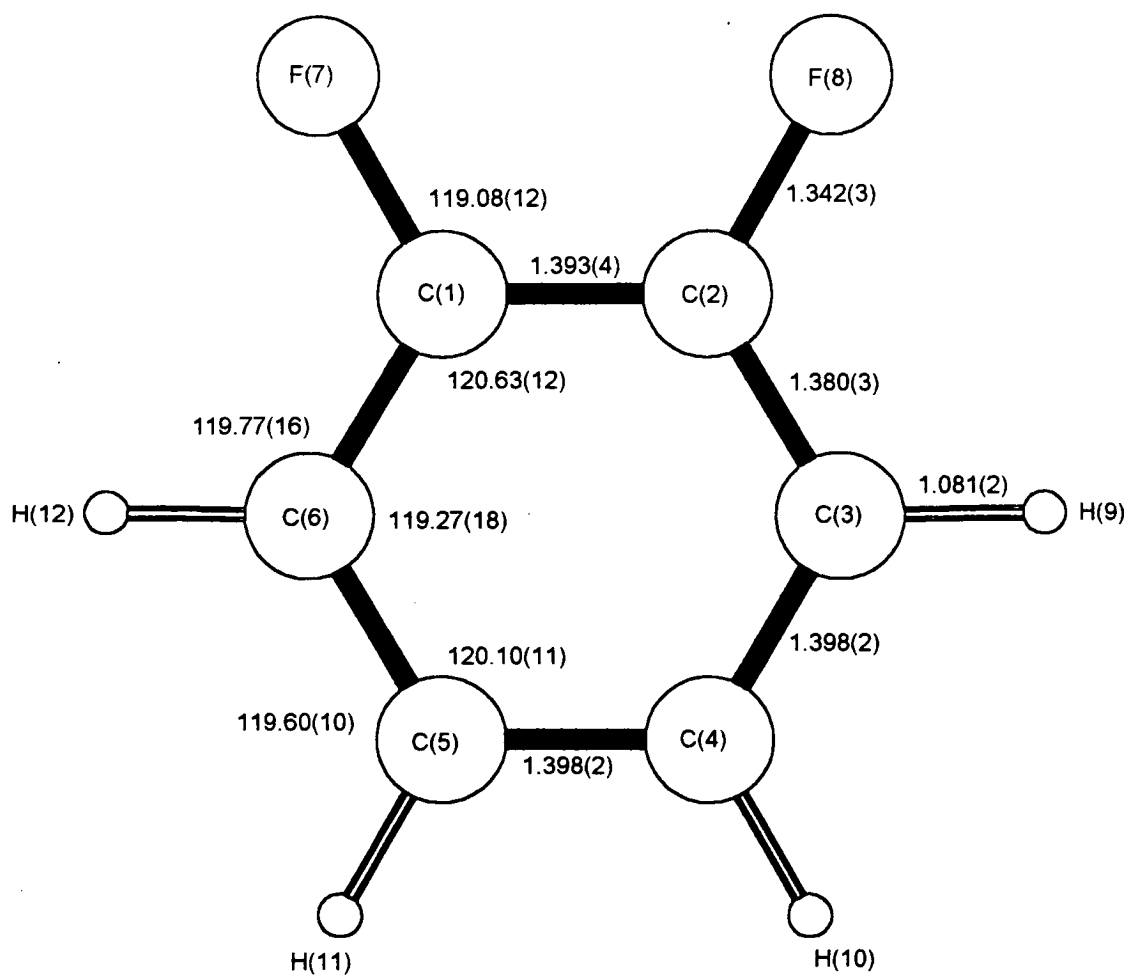 F(7)
F(8)
119.08(12)
1.342(3)
1.393(4)
C(1)
C(2)
120.63(12)
1.380(3)
119.77(16)
1.081(2)
H(12)
C(6)
119.27(18)
C(3)
H(9)
120.10(11)
1.398(2)
119.60(10)
C(5)
C(4)
1.398(2)
H(11)
H(10)